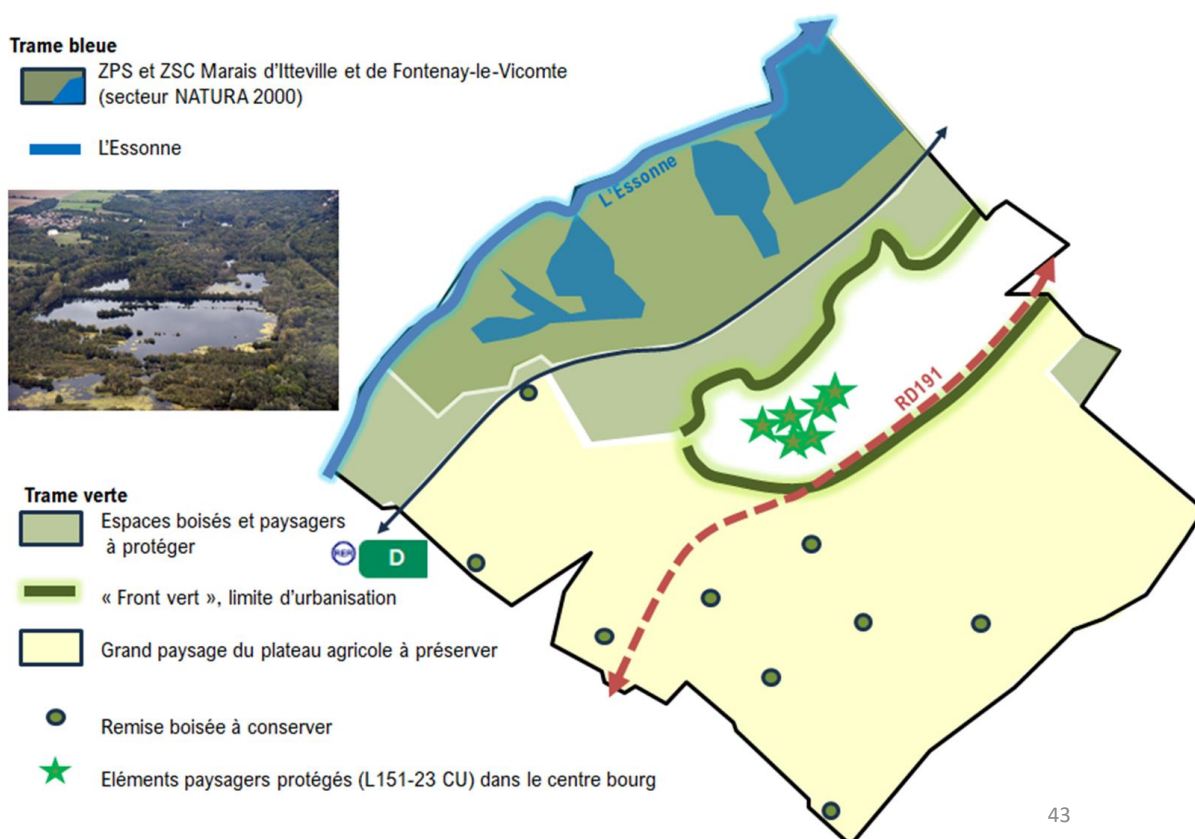 Trame bleue
ZPS et ZSC Marais d'Itteville et de Fontenay-le-Vicomte
(secteur NATURA 2000)
L'Essonne
L'Essonne
RD191
Trame verte
Espaces boisés et paysagers
à protéger
RER
D
« Front vert », limite d'urbanisation
Grand paysage du plateau agricole à préserver
Remise boisée à conserver
Eléments paysagers protégés (L151-23 CU) dans le centre bourg
43